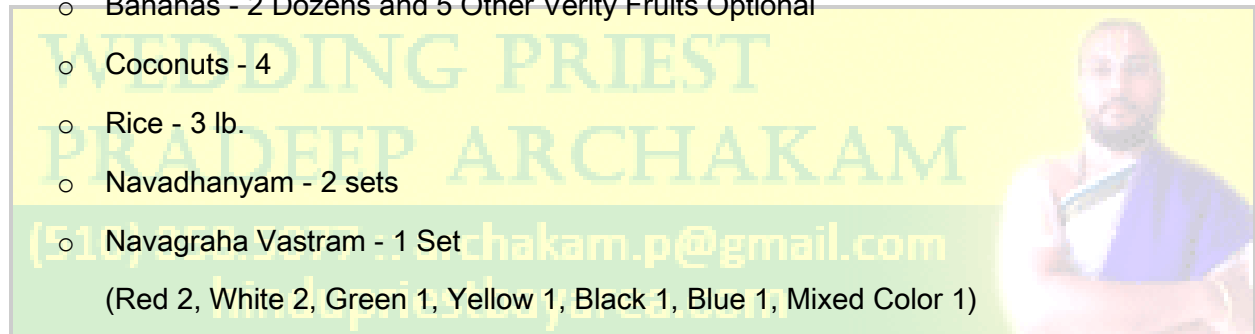 o Bananas - 2 Dozens and 5 Other Verity Fruits Optional
WEDDING PRIEST
o Coconuts - 4
o Rice - 3 lb.
PRADEEP ARCHAKAM
o Navadhanyam - 2 sets
o Navagraha Vastram - 1 Set
@gmail.com
(Red 2, White 2, Green 1, Yellow 1, Black 1, Blue 1, Mixed Color 1)